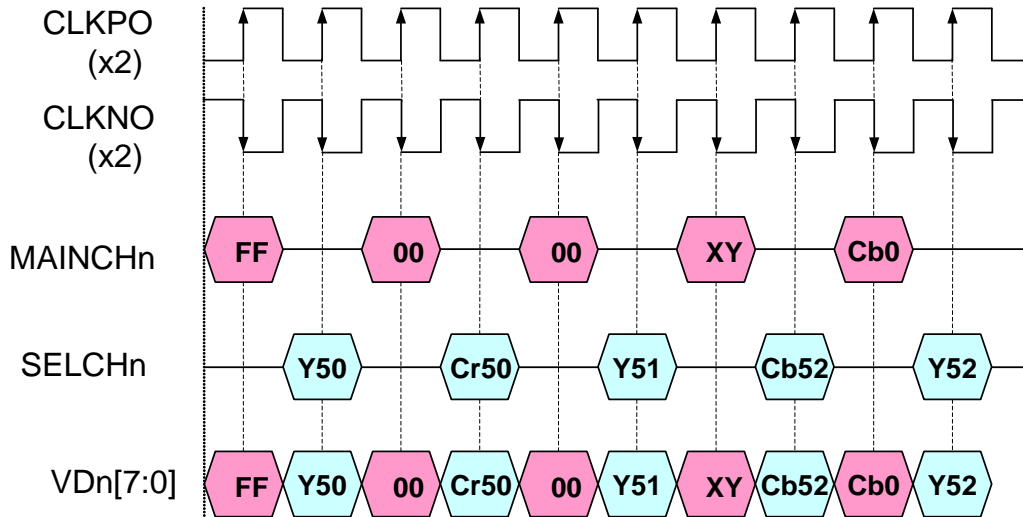 CLKPO
(x2)
CLKNO
(x2)
MAINCHn FF 00 00 XY Cb0
SELCHn Y50 Cr50 Y51 Cb52 Y52
VDn[7:0] FF Y50 00 Cr50 00 Y51 XY Cb52 Cb0 Y52